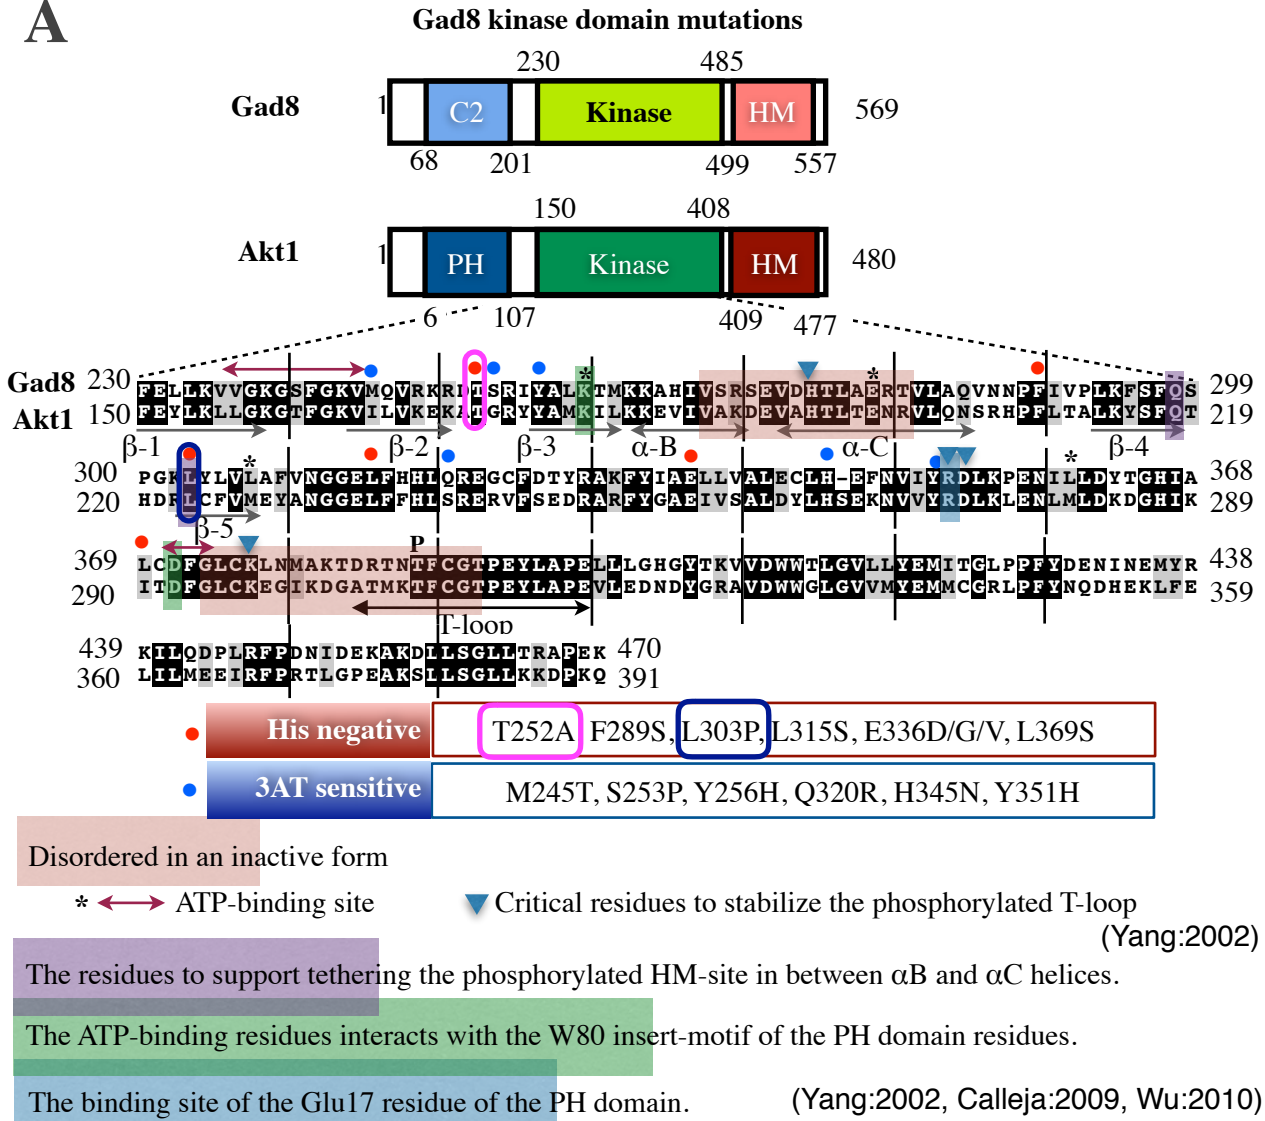 A
Gad8 kinase domain mutations
230 485
Gad8 1 C2 Kinase HM 569
68 201 499 557
150 408
Akt1 1 PH Kinase HM 480
6 107 409 477
* *
Gad8 230 FELLKVVGKGSFGKVMQVRKRDTSRIYALKTMKKAHIVSRSEVDHTLAERTVLAQVNNPFIVPLKFSFQS 299
Akt1 150 FEYLKLLGKGTFGKVILVKEKATGRYYAMKILKKEVIVAKDEVAHTLTENRVLQNSRHPFLTALKYSFQT 219
β-1 β-2 β-3 α-B α-C β-4
* *
300 PGKLYLVLAFVNGGELFHHLQREGCFDTYRAKFYIAELLVALECLH-EFNVIYRDLKPENILLDYTGHIA 368
220 HDRLCFVMEYANGGELFFHLSRERVFSEDRARFYGAEIVSALDYLHSEKNVVYRDLKLENLMLDKDGHIK 289
β-5
P
369 LCDFGLCKLNMAKTDRTNTFCGTPEYLAPELLLGHGYTKVVDWWTLGVLLYEMITGLPPFYDENINEMYR 438
290 ITDFGLCKEGIKDGATMKTFCGTPEYLAPEVLEDNDYGRAVDWWGLGVVMYEMMCGRLPFYNQDHEKLFE 359
T-loop
439 KILQDPLRFPDNIDEKAKDLLSGLLTRAPEK 470
360 LILMEEIRFPRTLGPEAKSLLSGLLKKDPKQ 391
His negative T252A F289S, L303P, L315S, E336D/G/V, L369S
3AT sensitive M245T, S253P, Y256H, Q320R, H345N, Y351H
Disordered in an inactive form
* ATP-binding site Critical residues to stabilize the phosphorylated T-loop
(Yang:2002)
The residues to support tethering the phosphorylated HM-site in between αB and αC helices.
The ATP-binding residues interacts with the W80 insert-motif of the PH domain residues.
The binding site of the Glu17 residue of the PH domain. (Yang:2002, Calleja:2009, Wu:2010)